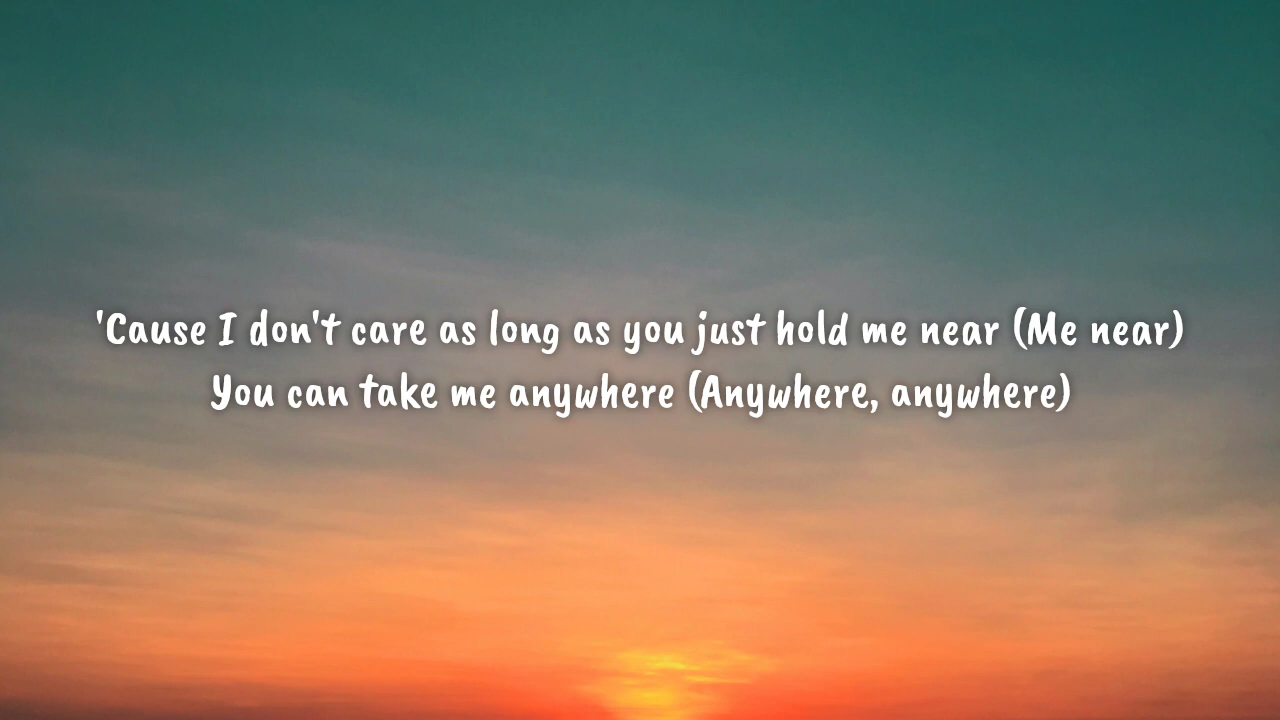 'Cause I don't care as long as you just hold me near (Me near)
You can take me anywhere (Anywhere, anywhere)